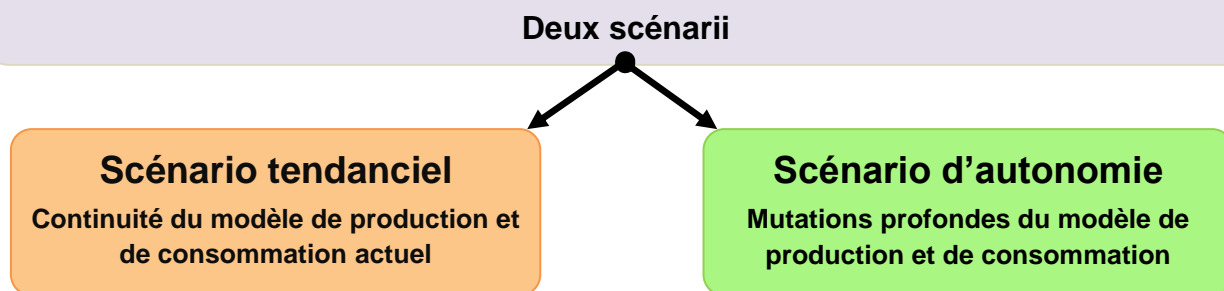 Deux scénarii
Scénario tendanciel
Continuité du modèle de production et
de consommation actuel
Scénario d'autonomie
Mutations profondes du modèle de
production et de consommation